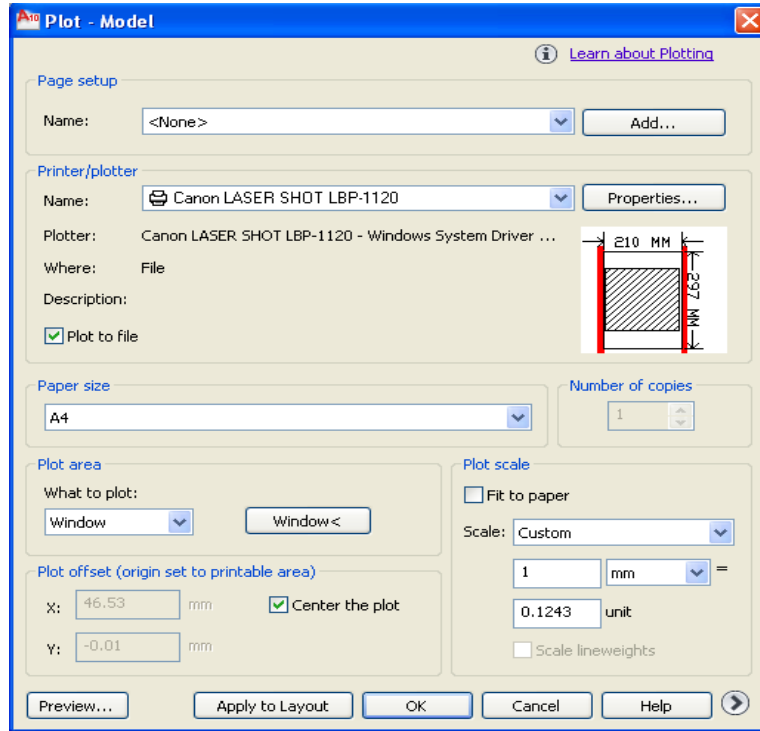 A10 Plot - Model
Learn about Plotting
Page setup
Name: <None> Add...
Printer/plotter
Name: Canon LASER SHOT LBP-1120 Properties...
Plotter: Canon LASER SHOT LBP-1120 - Windows System Driver ...
Where: File
Description:
Plot to file
210 MM
297 MM
Paper size
A4
Number of copies
1
Plot area
What to plot:
Window Window<
Plot offset (origin set to printable area)
X: 46.53 mm Center the plot
Y: -0.01 mm
Plot scale
Fit to paper
Scale: Custom
1 mm =
0.1243 unit
Scale lineweights
Preview... Apply to Layout OK Cancel Help